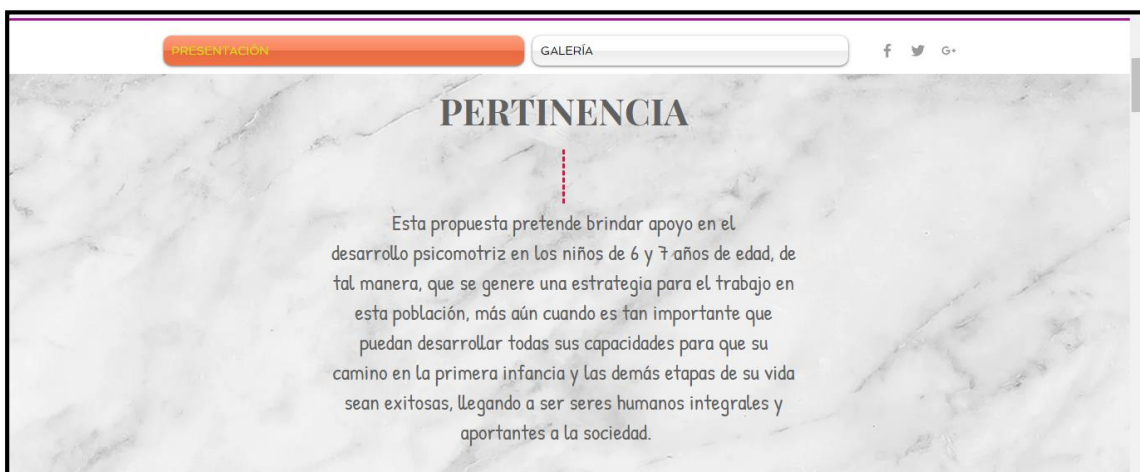 PRESENTACIÓN
GALERÍA
PERTINENCIA
Esta propuesta pretende brindar apoyo en el
desarrollo psicomotriz en los niños de 6 y 7 años de edad, de
tal manera, que se genere una estrategia para el trabajo en
esta población, más aún cuando es tan importante que
puedan desarrollar todas sus capacidades para que su
camino en la primera infancia y las demás etapas de su vida
sean exitosas, llegando a ser seres humanos integrales y
aportantes a la sociedad.